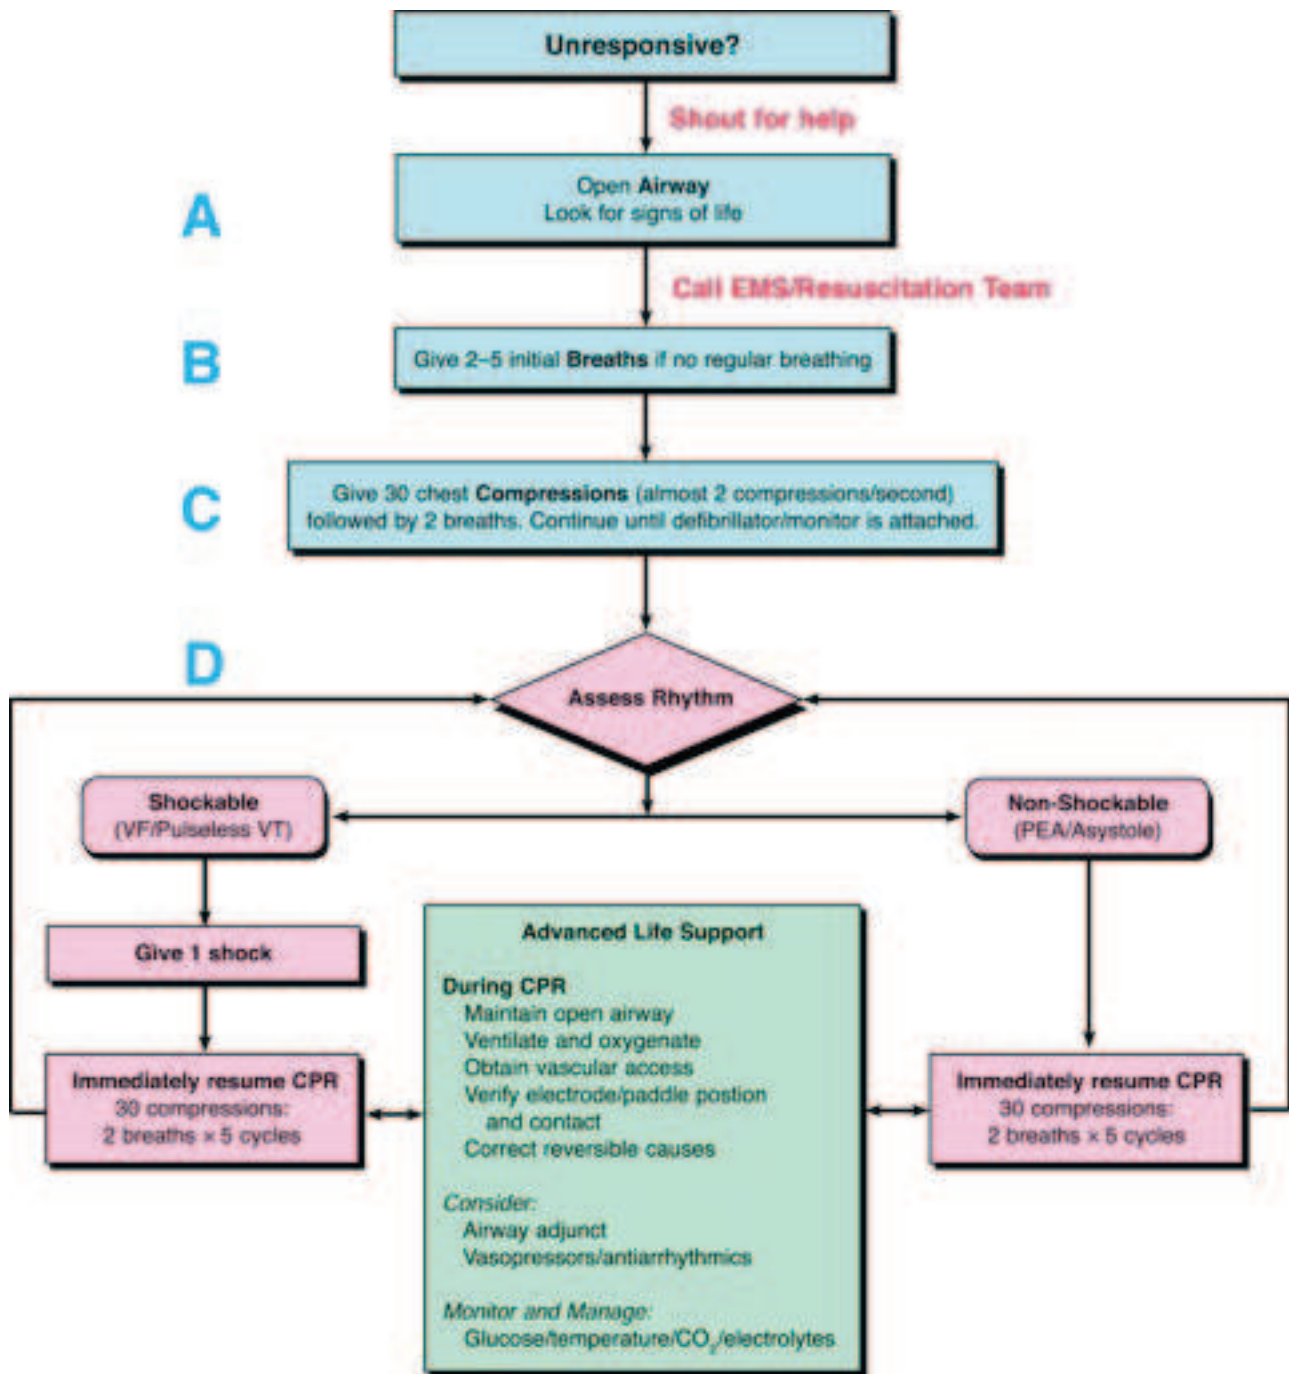 Unresponsive?
Shout for help
A
Open Airway
Look for signs of life
Call EMS/Resuscitation Team
B
Give 2–5 initial Breaths if no regular breathing
C
Give 30 chest Compressions (almost 2 compressions/second)
followed by 2 breaths. Continue until defibrillator/monitor is attached.
D
Assess Rhythm
Shockable
(VF/Pulseless VT)
Non-Shockable
(PEA/Asystole)
Give 1 shock
Immediately resume CPR
30 compressions:
2 breaths × 5 cycles
Advanced Life Support
During CPR
Maintain open airway
Ventilate and oxygenate
Obtain vascular access
Verify electrode/paddle postion
and contact
Correct reversible causes
Consider:
Airway adjunct
Vasopressors/antiarrhythmics
Monitor and Manage:
Glucose/temperature/CO₂/electrolytes
Immediately resume CPR
30 compressions:
2 breaths × 5 cycles